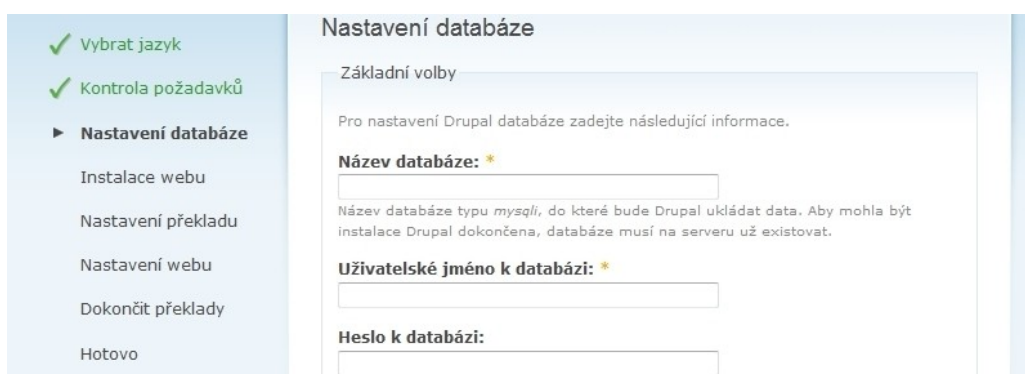 Vybrat jazyk
Kontrola požadavků
Nastavení databáze
Instalace webu
Nastavení překladu
Nastavení webu
Dokončit překlady
Hotovo
Nastavení databáze
Základní volby
Pro nastavení Drupal databáze zadejte následující informace.
Název databáze: *
Název databáze typu mysqli, do které bude Drupal ukládat data. Aby mohla být
instalace Drupal dokončena, databáze musí na serveru už existovat.
Uživatelské jméno k databázi: *
Heslo k databázi: